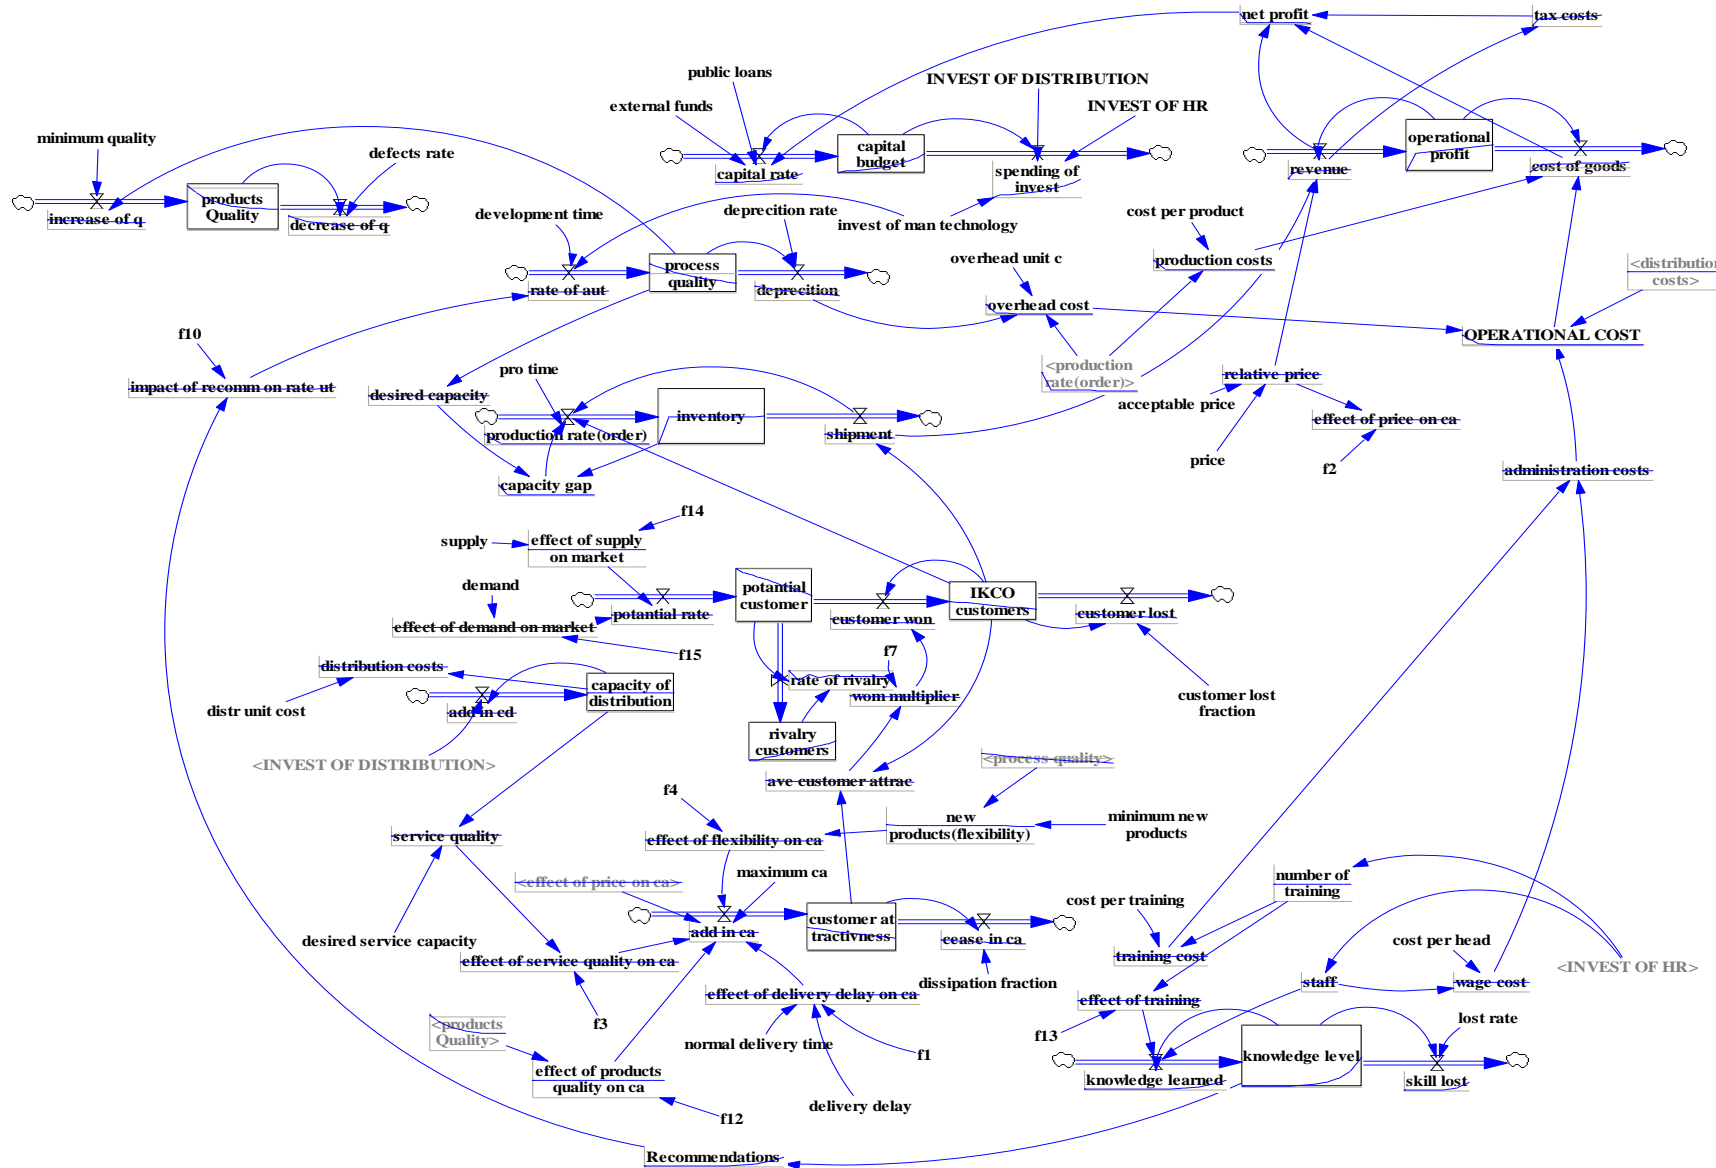 net profit
tax costs
public loans
INVEST OF DISTRIBUTION
external funds
INVEST OF HR
minimum quality
defects rate
capital
budget
operational
profit
capital rate
spending of
invest
revenue
cost of goods
products
Quality
increase of q
decrease of q
development time
deprecition rate
invest of man technology
cost per product
process
quality
overhead unit c
production costs
<distribution
costs>
rate of aut
deprecition
overhead cost
OPERATIONAL COST
f10
impact of recomm on rate ut
pro time
<production
rate(order)>
relative price
desired capacity
inventory
acceptable price
effect of price on ca
production rate(order)
shipment
price
f2
administration costs
capacity gap
f14
supply
effect of supply
on market
demand
potantial
customer
IKCO
customers
potantial rate
customer won
customer lost
effect of demand on market
f15
f7
distribution costs
capacity of
distribution
rate of rivalry
wom multiplier
customer lost
fraction
distr unit cost
add in cd
rivalry
customers
<INVEST OF DISTRIBUTION>
<process quality>
ave customer attrac
f4
new
products(flexibility)
minimum new
products
service quality
effect of flexibility on ca
<effect of price on ca>
maximum ca
number of
training
cost per training
customer at
tractivness
desired service capacity
add in ca
cease in ca
cost per head
training cost
effect of service quality on ca
dissipation fraction
<INVEST OF HR>
staff
wage cost
effect of delivery delay on ca
effect of training
f3
<products
Quality>
normal delivery time
f1
f13
lost rate
knowledge level
effect of products
quality on ca
knowledge learned
skill lost
delivery delay
f12
Recommendations